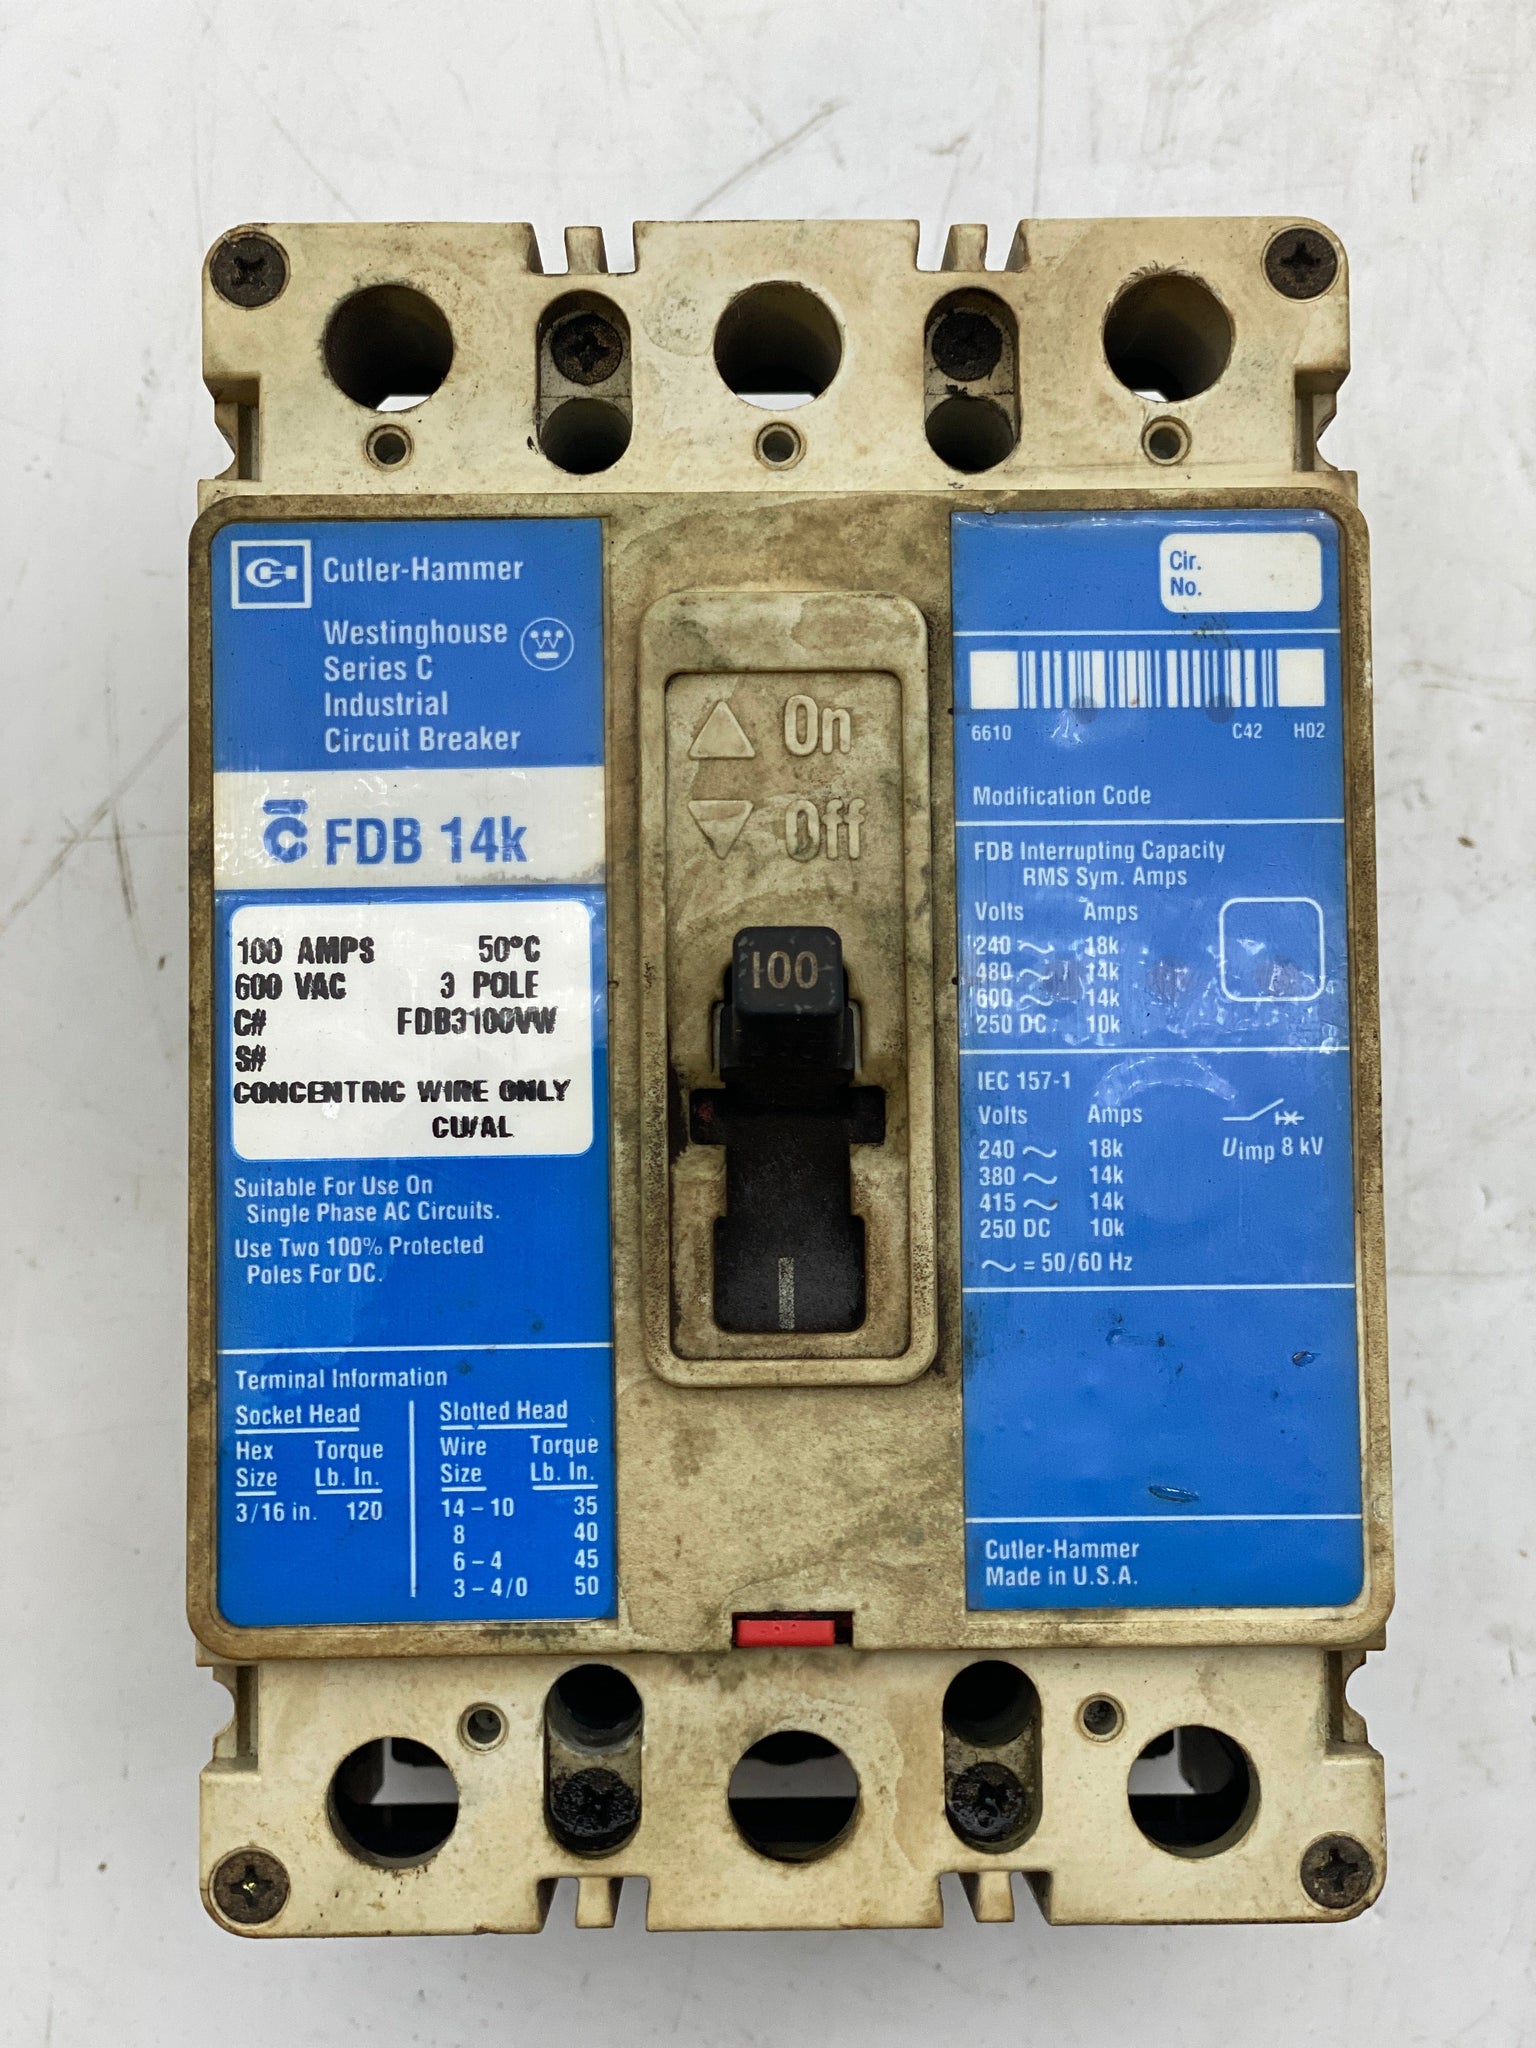 Cutler-Hammer
Westinghouse
Series C
Industrial
Circuit Breaker
FDB 14k
100 AMPS 50°C
600 VAC 3 POLE
C# FDB3100VW
S#
CONCENTRIC WIRE ONLY
CU/AL
Suitable For Use On
Single Phase AC Circuits.
Use Two 100% Protected
Poles For DC.
Terminal Information
Socket Head
Hex Torque
Size Lb. In.
3/16 in. 120
Slotted Head
Wire Torque
Size Lb. In.
14 – 10 35
8 40
6 – 4 45
3 – 4/0 50
On
Off
100
Cir.
No.
6610 C42 H02
Modification Code
FDB Interrupting Capacity
RMS Sym. Amps
Volts Amps
240 ~ 18k
480 ~ 14k
600 ~ 14k
250 DC 10k
IEC 157-1
Volts Amps
240 ~ 18k
380 ~ 14k
415 ~ 14k
250 DC 10k
~ = 50/60 Hz
Uimp 8 kV
Cutler-Hammer
Made in U.S.A.